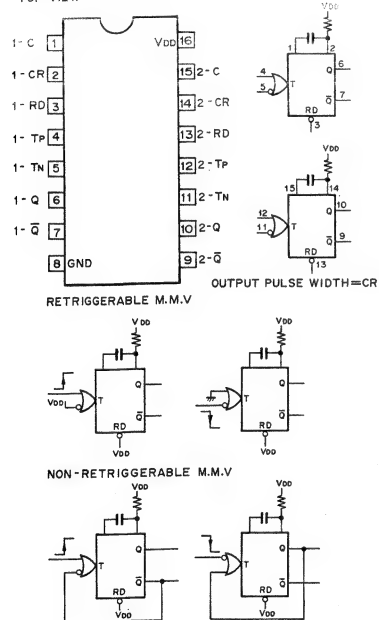 TOP VIEW
1-C 1
VDD 16
1-CR 2
15 2-C
1-RD 3
14 2-CR
1-TP 4
13 2-RD
1-TN 5
12 2-TP
1-Q 6
11 2-TN
1-Q̅ 7
10 2-Q
8 GND
9 2-Q̅
VDD
1 2
4 6
5 T
Q̅ 7
RD
3
VDD
15 14
12 10
11 T
Q̅ 9
RD
13
OUTPUT PULSE WIDTH=CR
RETRIGGERABLE M.M.V
VDD VDD
Q Q
VDD T T
Q̅ Q̅
RD RD
VDD VDD
NON-RETRIGGERABLE M.M.V
VDD VDD
Q Q
T T
Q̅ Q̅
RD RD
VDD VDD